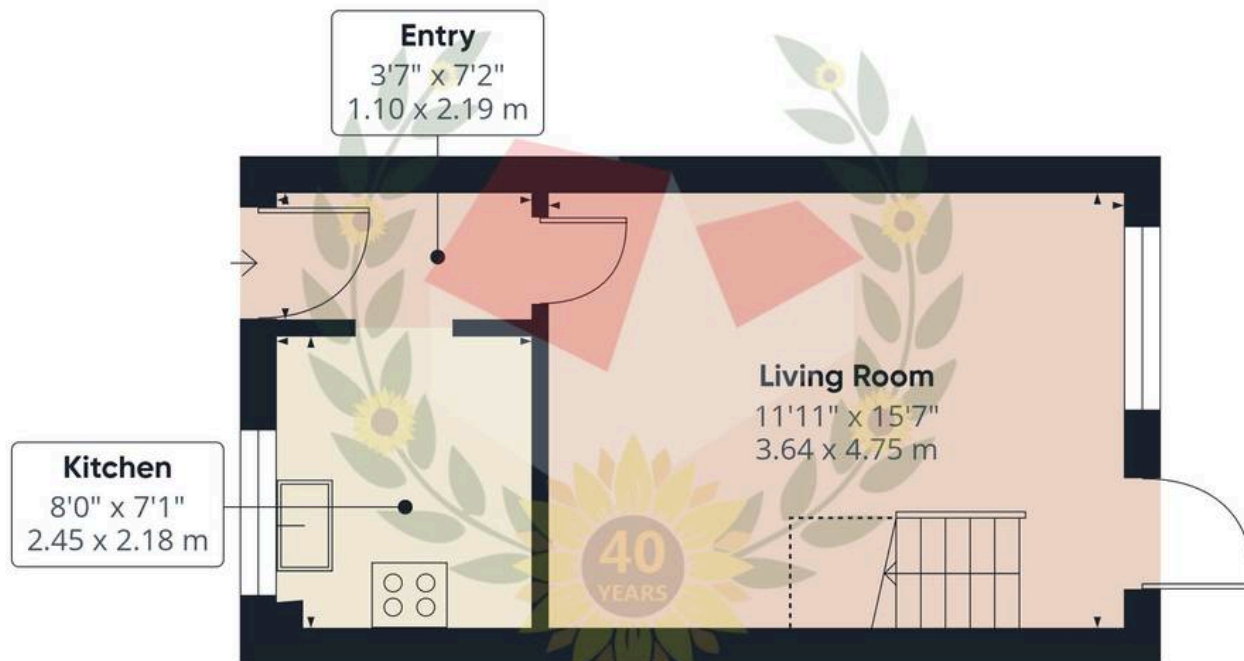 Entry
3'7" x 7'2"
1.10 x 2.19 m
Living Room
11'11" x 15'7"
3.64 x 4.75 m
Kitchen
8'0" x 7'1"
2.45 x 2.18 m
40
YEARS